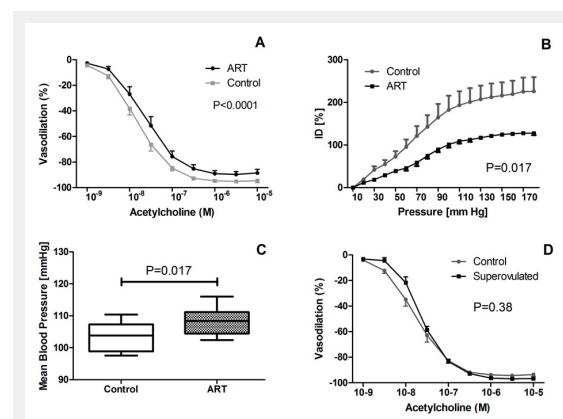 A
ART
Control
P<0.0001
Vasodilation (%)
0
-20
-40
-60
-80
-100
10-9
10-8
10-7
10-6
10-5
Acetylcholine (M)
B
Control
ART
P=0.017
ID [%]
300
200
100
0
10
30
50
70
90
110
130
150
170
Pressure [mm Hg]
C
P=0.017
Mean Blood Pressure [mmHg]
130
120
110
100
90
Control
ART
D
Control
Superovulated
P=0.38
Vasodilation (%)
0
-20
-40
-60
-80
-100
10-9
10-8
10-7
10-6
10-5
Acetylcholine (M)